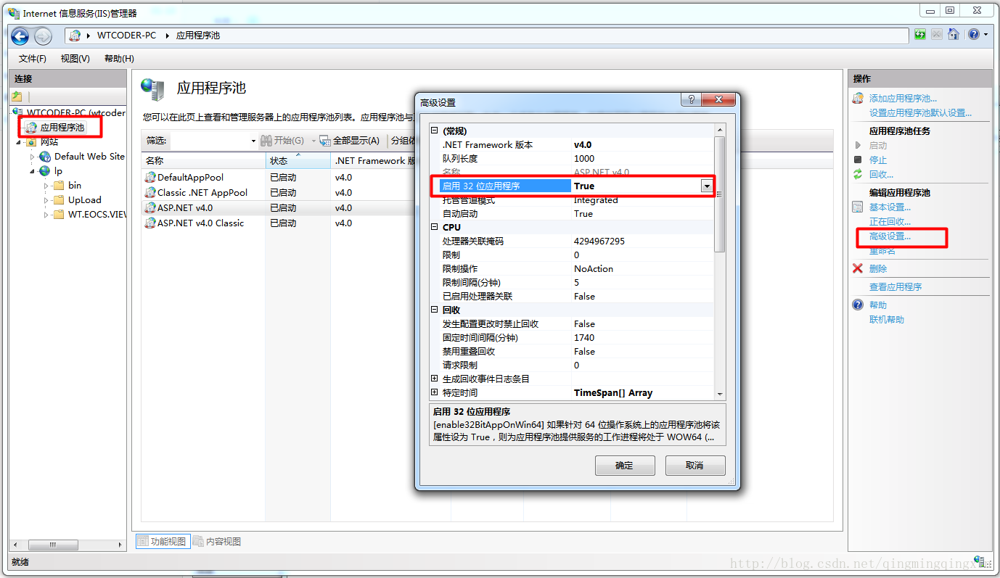 Internet 信息服务(IIS)管理器
WTCODER-PC 应用程序池
文件(F) 视图(V) 帮助(H)
连接
WTCODER-PC (wtcoder
应用程序池
网站
Default Web Site
lp
bin
UpLoad
WT.EOCS.VIEW
应用程序池
您可以在此页上查看和管理服务器上的应用程序池列表。应用程序池与
筛选: 开始(G) 全部显示(A) 分组依
名称 状态 .NET Framework 版
DefaultAppPool 已启动 v4.0
Classic .NET AppPool 已启动 v4.0
ASP.NET v4.0 已启动 v4.0
ASP.NET v4.0 Classic 已启动 v4.0
功能视图 内容视图
就绪
高级设置
(常规)
.NET Framework 版本 v4.0
队列长度 1000
名称 ASP.NET v4.0
启用 32 位应用程序 True
托管管道模式 Integrated
自动启动 True
CPU
处理器关联掩码 4294967295
限制 0
限制操作 NoAction
限制间隔(分钟) 5
已启用处理器关联 False
回收
发生配置更改时禁止回收 False
固定时间间隔(分钟) 1740
禁用重叠回收 False
请求限制 0
生成回收事件日志条目
特定时间 TimeSpan[] Array
启用 32 位应用程序
[enable32BitAppOnWin64] 如果针对 64 位操作系统上的应用程序池将该
属性设为 True，则为应用程序池提供服务的工作进程将处于 WOW64 (...
确定 取消
操作
添加应用程序池...
设置应用程序池默认设置...
应用程序池任务
启动
停止
回收...
编辑应用程序池
基本设置...
正在回收...
高级设置...
重命名
删除
查看应用程序
帮助
联机帮助